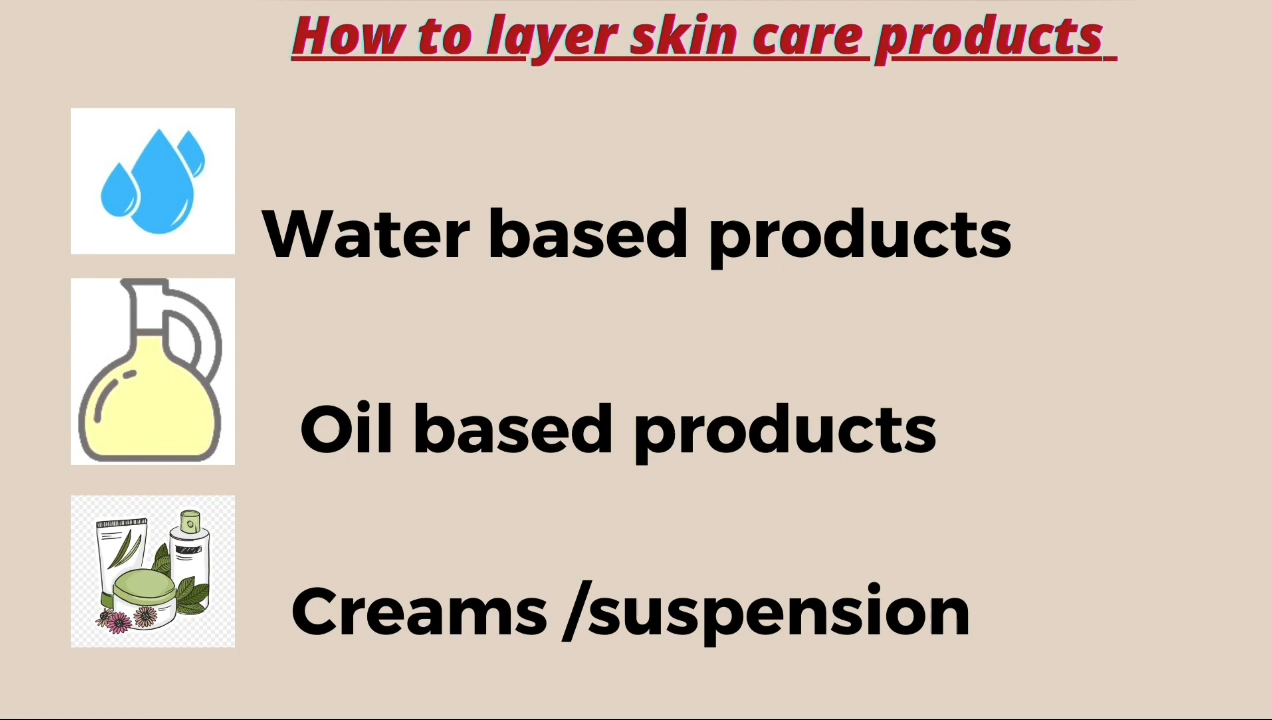 How to layer skin care products
Water based products
Oil based products
Creams /suspension